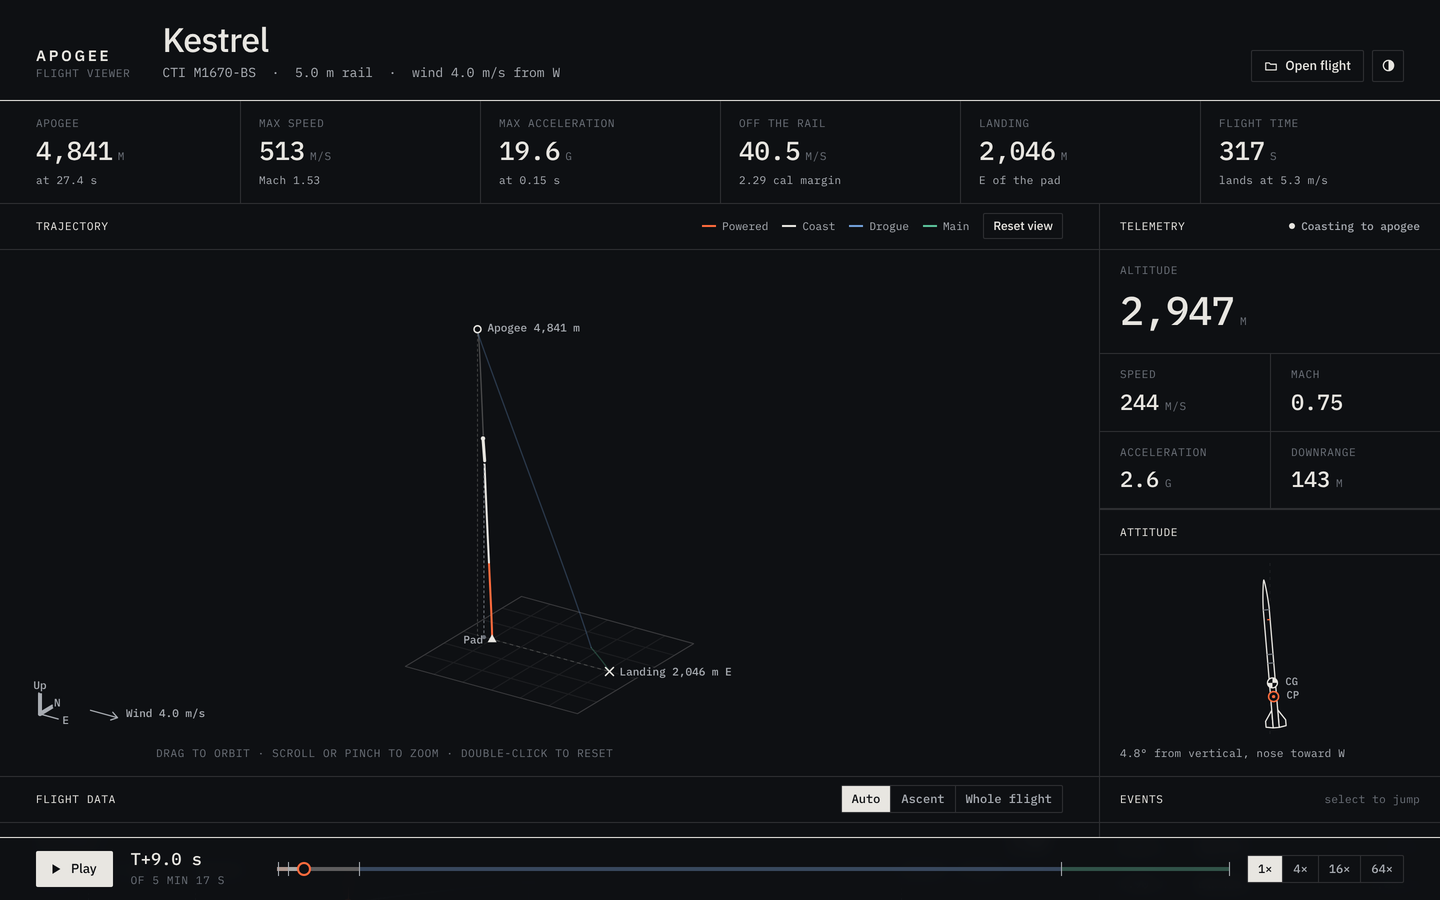 APOGEE
FLIGHT VIEWER
Kestrel
CTI M1670-BS · 5.0 m rail · wind 4.0 m/s from W
Open flight
APOGEE
4,841 M
at 27.4 s
MAX SPEED
513 M/S
Mach 1.53
MAX ACCELERATION
19.6 G
at 0.15 s
OFF THE RAIL
40.5 M/S
2.29 cal margin
LANDING
2,046 M
E of the pad
FLIGHT TIME
317 S
lands at 5.3 m/s
TRAJECTORY
Powered
Coast
Drogue
Main
Reset view
Apogee 4,841 m
Pad
Landing 2,046 m E
Up
N
E
Wind 4.0 m/s
DRAG TO ORBIT · SCROLL OR PINCH TO ZOOM · DOUBLE-CLICK TO RESET
TELEMETRY
Coasting to apogee
ALTITUDE
2,947 M
SPEED
244 M/S
MACH
0.75
ACCELERATION
2.6 G
DOWNRANGE
143 M
ATTITUDE
CG
CP
4.8° from vertical, nose toward W
FLIGHT DATA
Auto
Ascent
Whole flight
EVENTS
select to jump
Play
T+9.0 s
OF 5 MIN 17 S
1×
4×
16×
64×